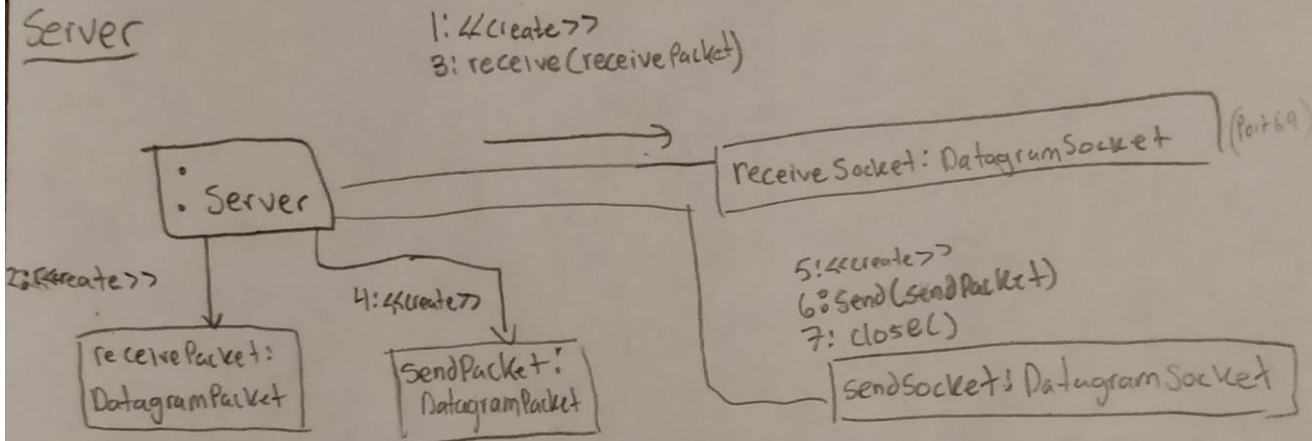 Server
1: <<create>>
3: receive(receivePacket)
: Server
receiveSocket: DatagramSocket
(Port 69)
2: <<create>>
4: <<create>>
5: <<create>>
6: send(sendPacket)
7: close()
receivePacket:
DatagramPacket
sendPacket:
DatagramPacket
sendSocket: DatagramSocket